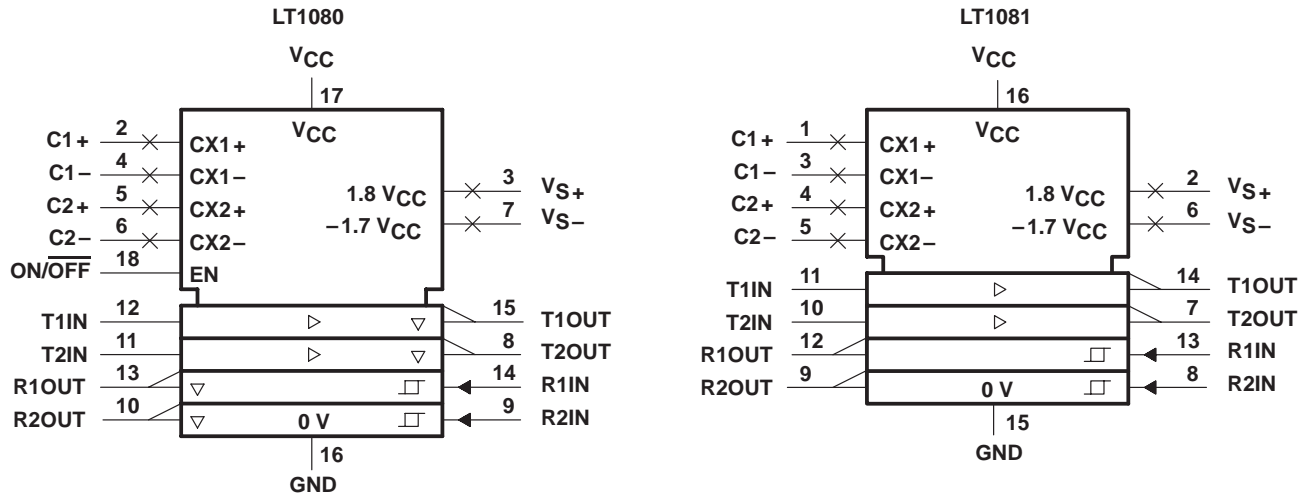 LT1080
VCC
17
VCC
C1+ 2 CX1+
C1− 4 CX1−
C2+ 5 CX2+
C2− 6 CX2−
ON/OFF 18 EN
1.8 VCC 3 VS+
−1.7 VCC 7 VS−
T1IN 12 15 T1OUT
T2IN 11 8 T2OUT
R1OUT 13 14 R1IN
R2OUT 10 0 V 9 R2IN
16
GND
LT1081
VCC
16
VCC
C1+ 1 CX1+
C1− 3 CX1−
C2+ 4 CX2+
C2− 5 CX2−
1.8 VCC 2 VS+
−1.7 VCC 6 VS−
T1IN 11 14 T1OUT
T2IN 10 7 T2OUT
R1OUT 12 13 R1IN
R2OUT 9 0 V 8 R2IN
15
GND